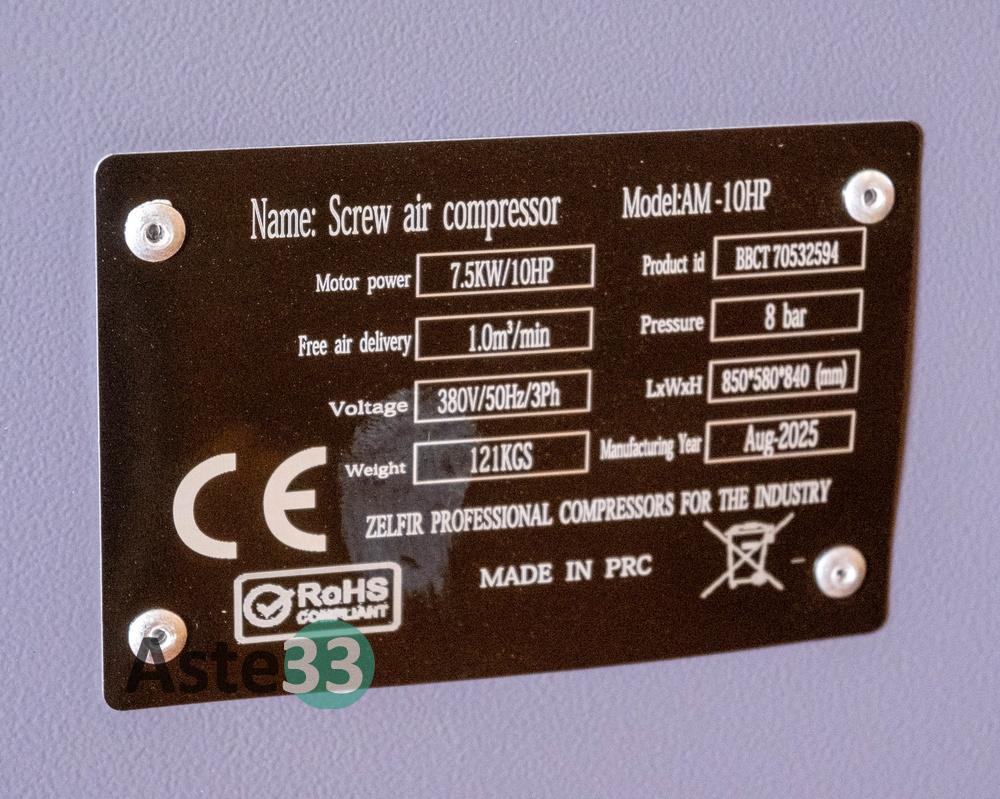 Name: Screw air compressor Model:AM -10HP
Motor power 7.5KW/10HP Product id BBCT 70532594
Free air delivery 1.0m³/min Pressure 8 bar
Voltage 380V/50Hz/3Ph LxWxH 850*580*840 (mm)
Weight 121KGS Manufacturing Year Aug-2025
CE
ZELFIR PROFESSIONAL COMPRESSORS FOR THE INDUSTRY
MADE IN PRC
RoHS
COMPLIANT
Aste33